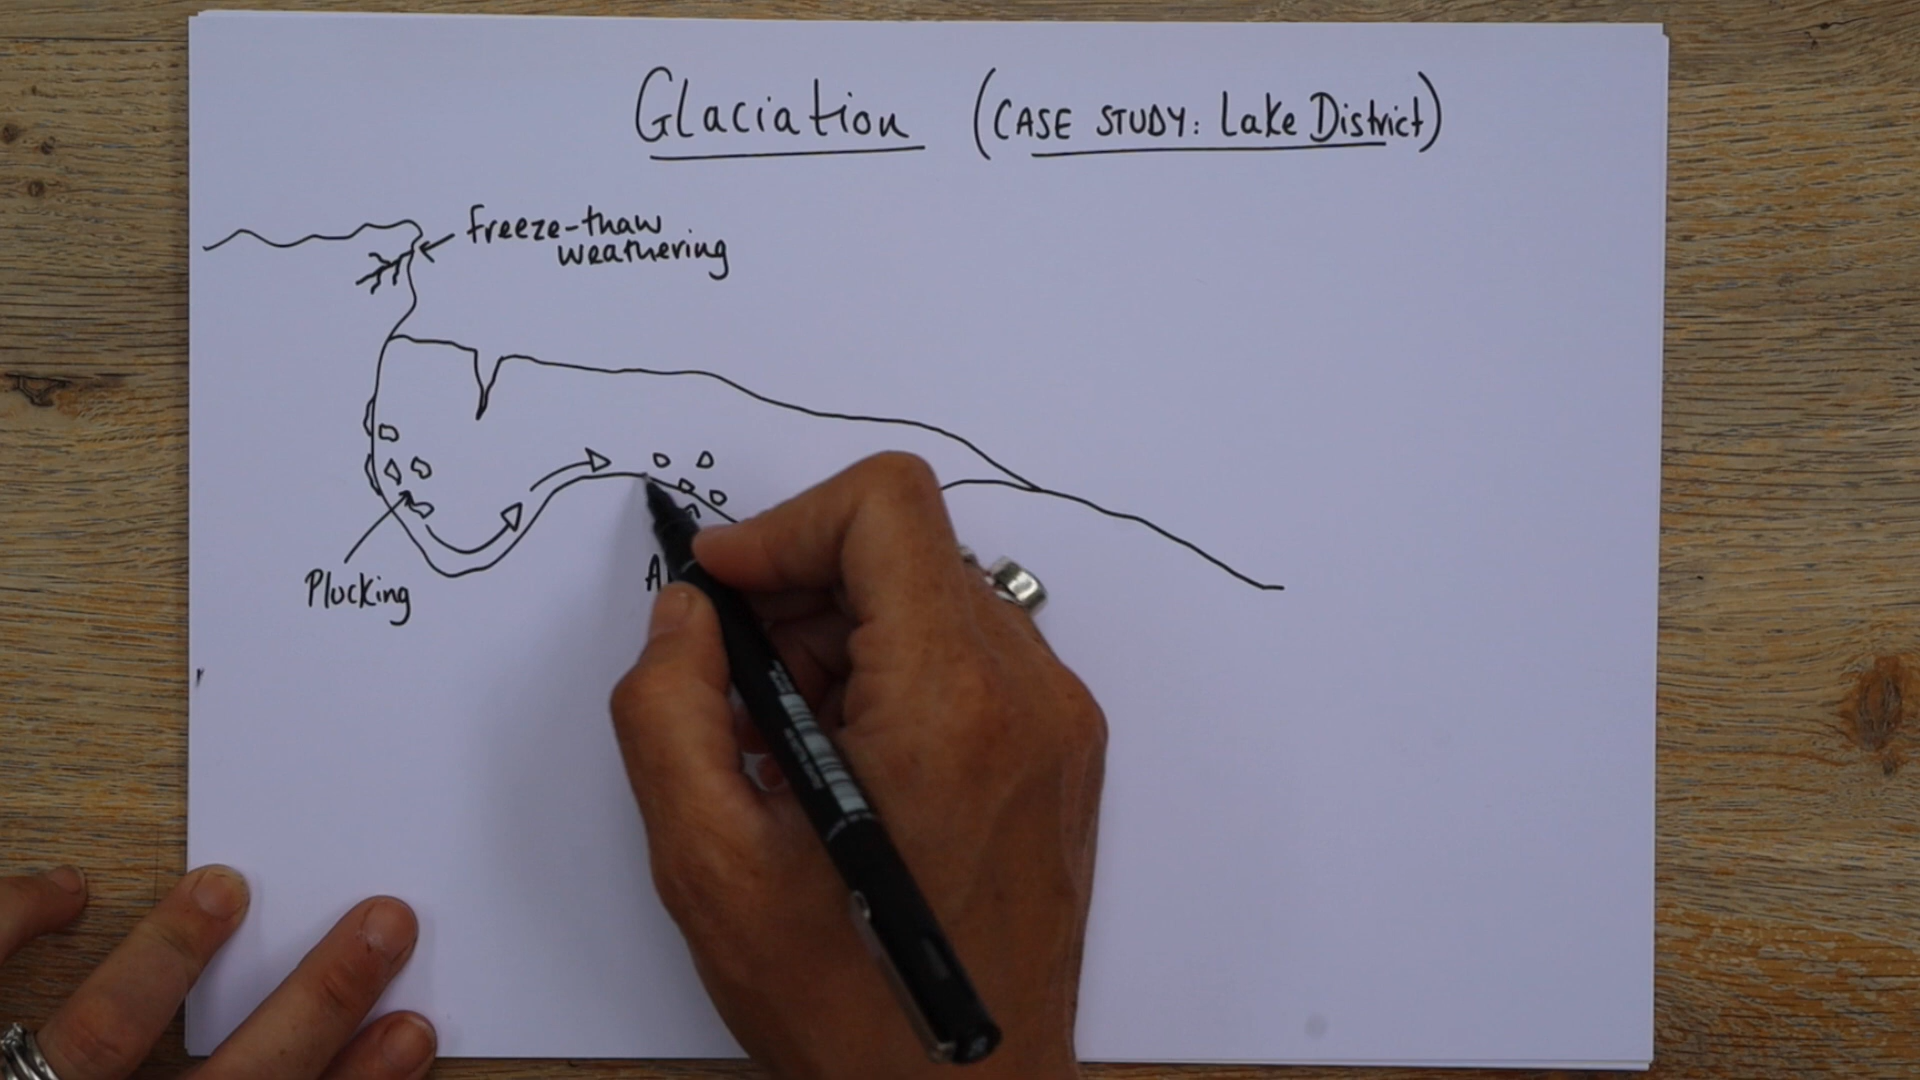 Glaciation (CASE STUDY: Lake District)
freeze-thaw
weathering
Plucking